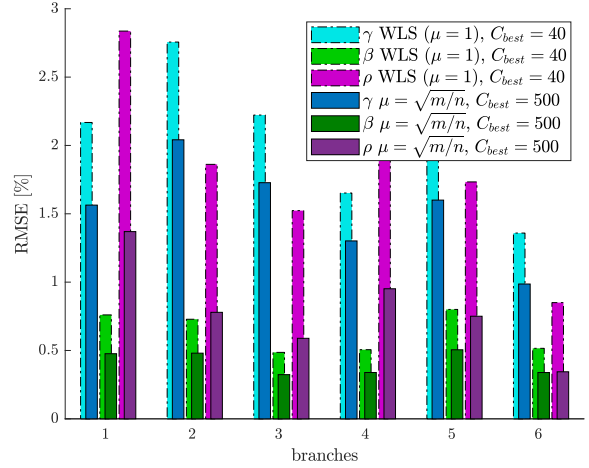 3
2.5
2
1.5
1
0.5
0
RMSE [%]
γ WLS (μ = 1), C_best = 40
β WLS (μ = 1), C_best = 40
ρ WLS (μ = 1), C_best = 40
γ μ = √m/n, C_best = 500
β μ = √m/n, C_best = 500
ρ μ = √m/n, C_best = 500
1 2 3 4 5 6
branches